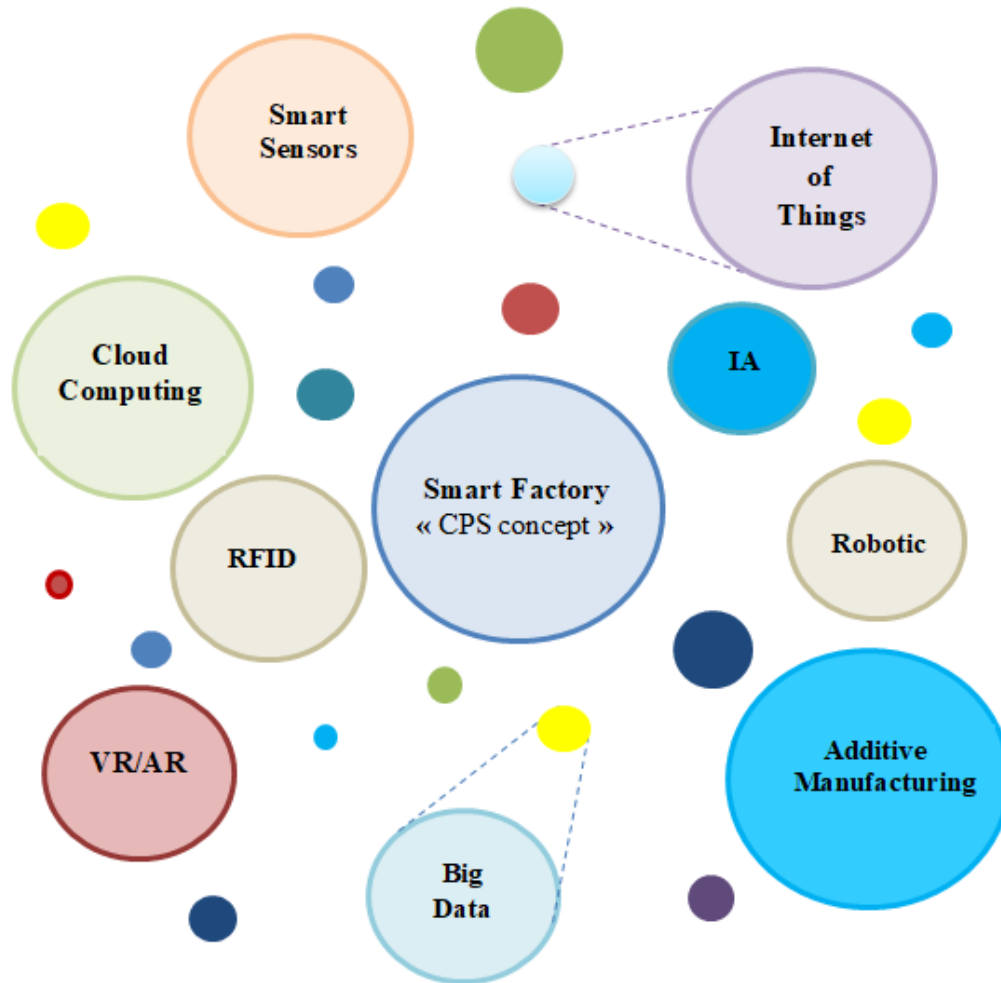 Smart
Sensors
Internet
of
Things
Cloud
Computing
IA
Smart Factory
« CPS concept »
RFID
Robotic
VR/AR
Additive
Manufacturing
Big
Data